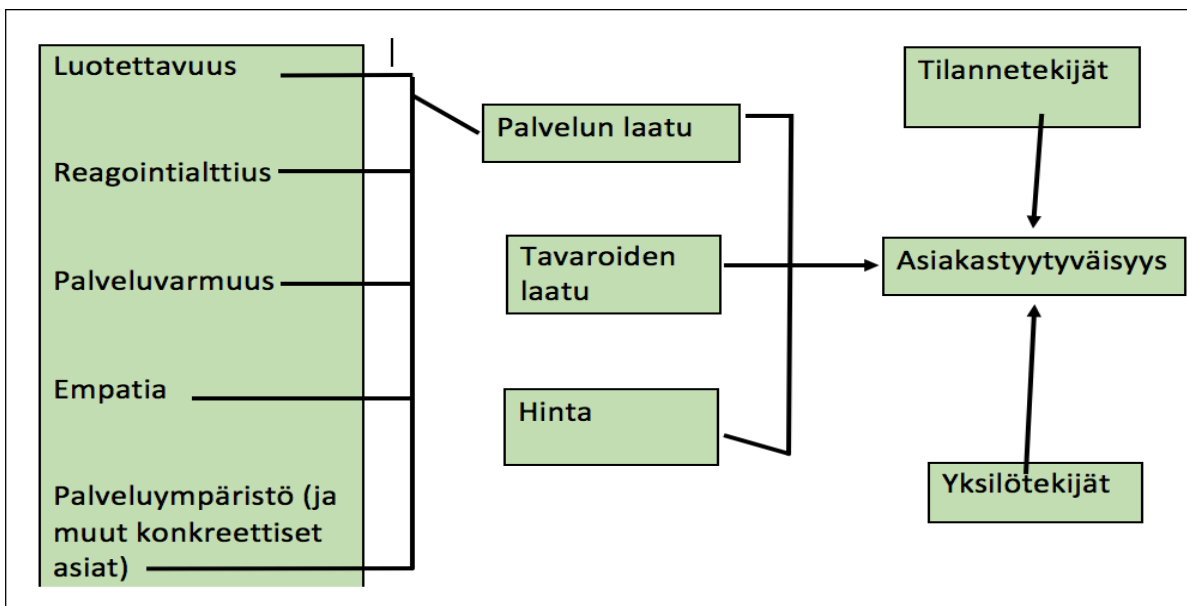 Luotettavuus
Reagointialttius
Palveluvarmuus
Empatia
Palveluympäristö (ja
muut konkreettiset
asiat)
Palvelun laatu
Tavaroiden
laatu
Hinta
Tilannetekijät
Asiakastyytyväisyys
Yksilötekijät